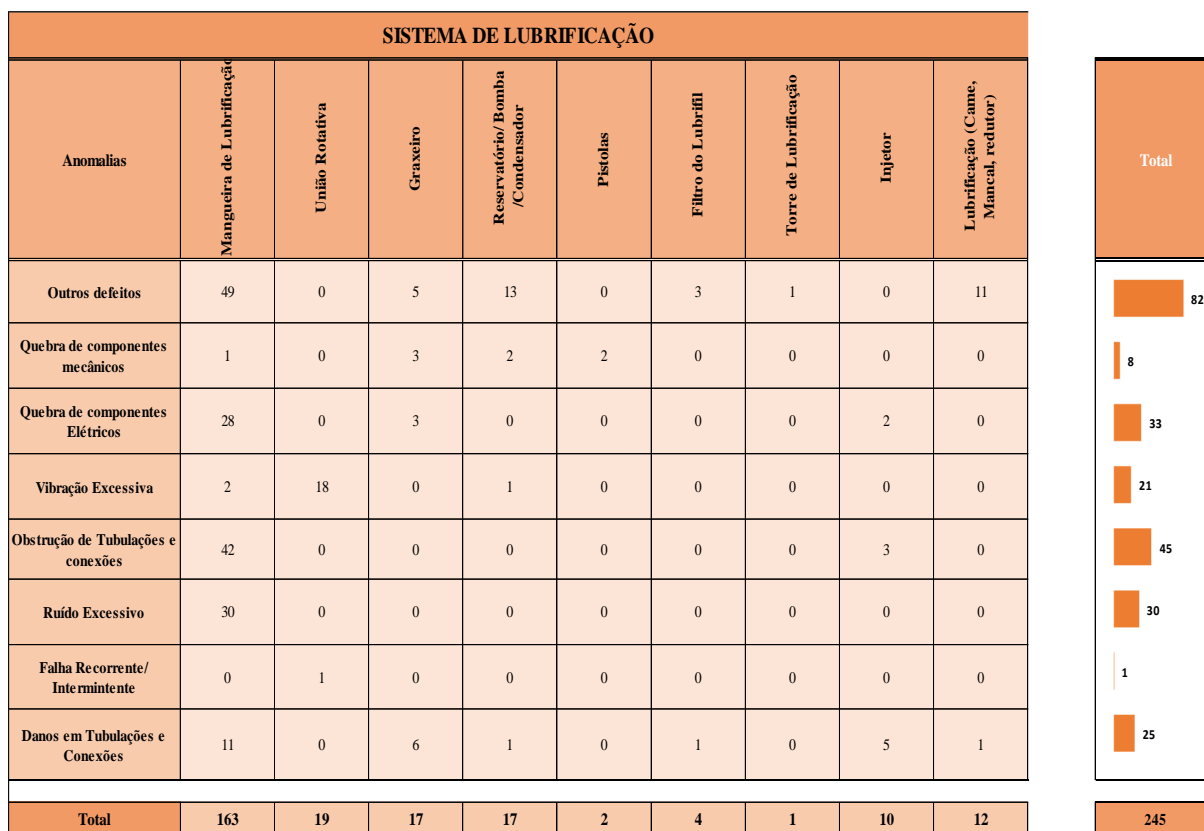 SISTEMA DE LUBRIFICAÇÃO
Anomalias
Mangueira de Lubrificação
União Rotativa
Graxeiro
Reservatório/ Bomba
/Condensador
Pistolas
Filtro do Lubrifil
Torre de Lubrificação
Injetor
Lubrificação (Came,
Mancal, redutor)
Total
Outros defeitos 49 0 5 13 0 3 1 0 11 82
Quebra de componentes
mecânicos
1 0 3 2 2 0 0 0 0 8
Quebra de componentes
Elétricos
28 0 3 0 0 0 0 2 0 33
Vibração Excessiva 2 18 0 1 0 0 0 0 0 21
Obstrução de Tubulações e
conexões
42 0 0 0 0 0 0 3 0 45
Ruído Excessivo 30 0 0 0 0 0 0 0 0 30
Falha Recorrente/
Intermintente
0 1 0 0 0 0 0 0 0 1
Danos em Tubulações e
Conexões
11 0 6 1 0 1 0 5 1 25
Total 163 19 17 17 2 4 1 10 12 245